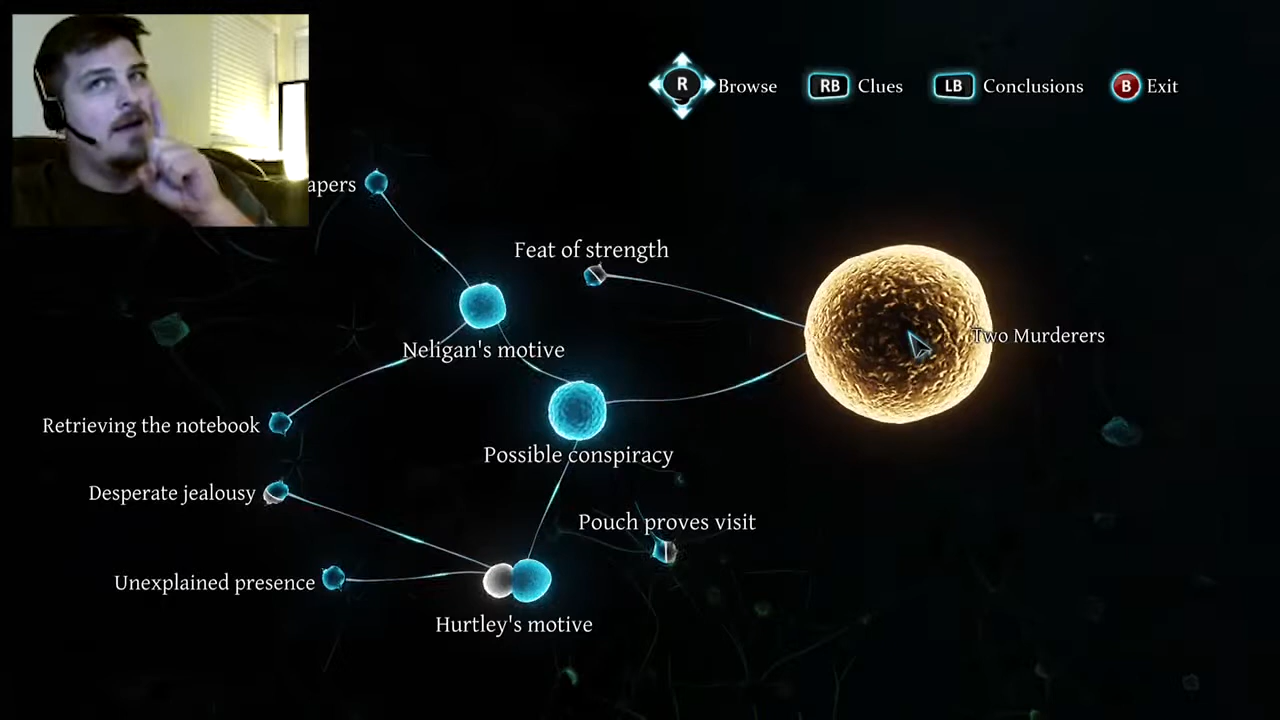 R Browse RB Clues LB Conclusions B Exit
apers
Feat of strength
Two Murderers
Neligan's motive
Retrieving the notebook
Possible conspiracy
Desperate jealousy
Pouch proves visit
Unexplained presence
Hurtley's motive